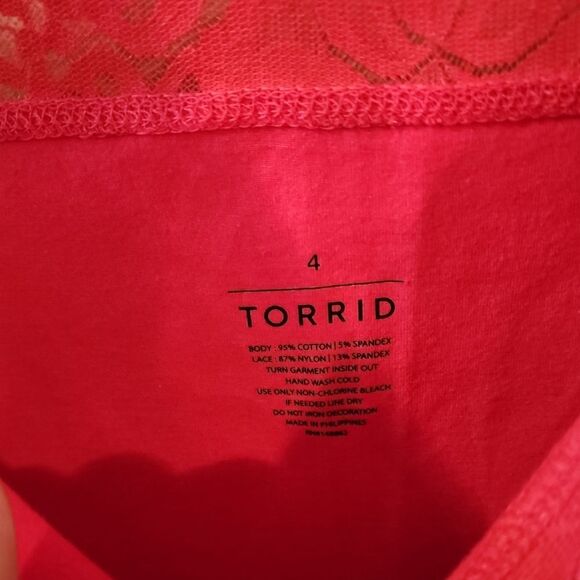 4
TORRID
BODY : 95% COTTON | 5% SPANDEX
LACE : 87% NYLON | 13% SPANDEX
TURN GARMENT INSIDE OUT
HAND WASH COLD
USE ONLY NON-CHLORINE BLEACH
IF NEEDED LINE DRY
DO NOT IRON DECORATION
MADE IN PHILIPPINES